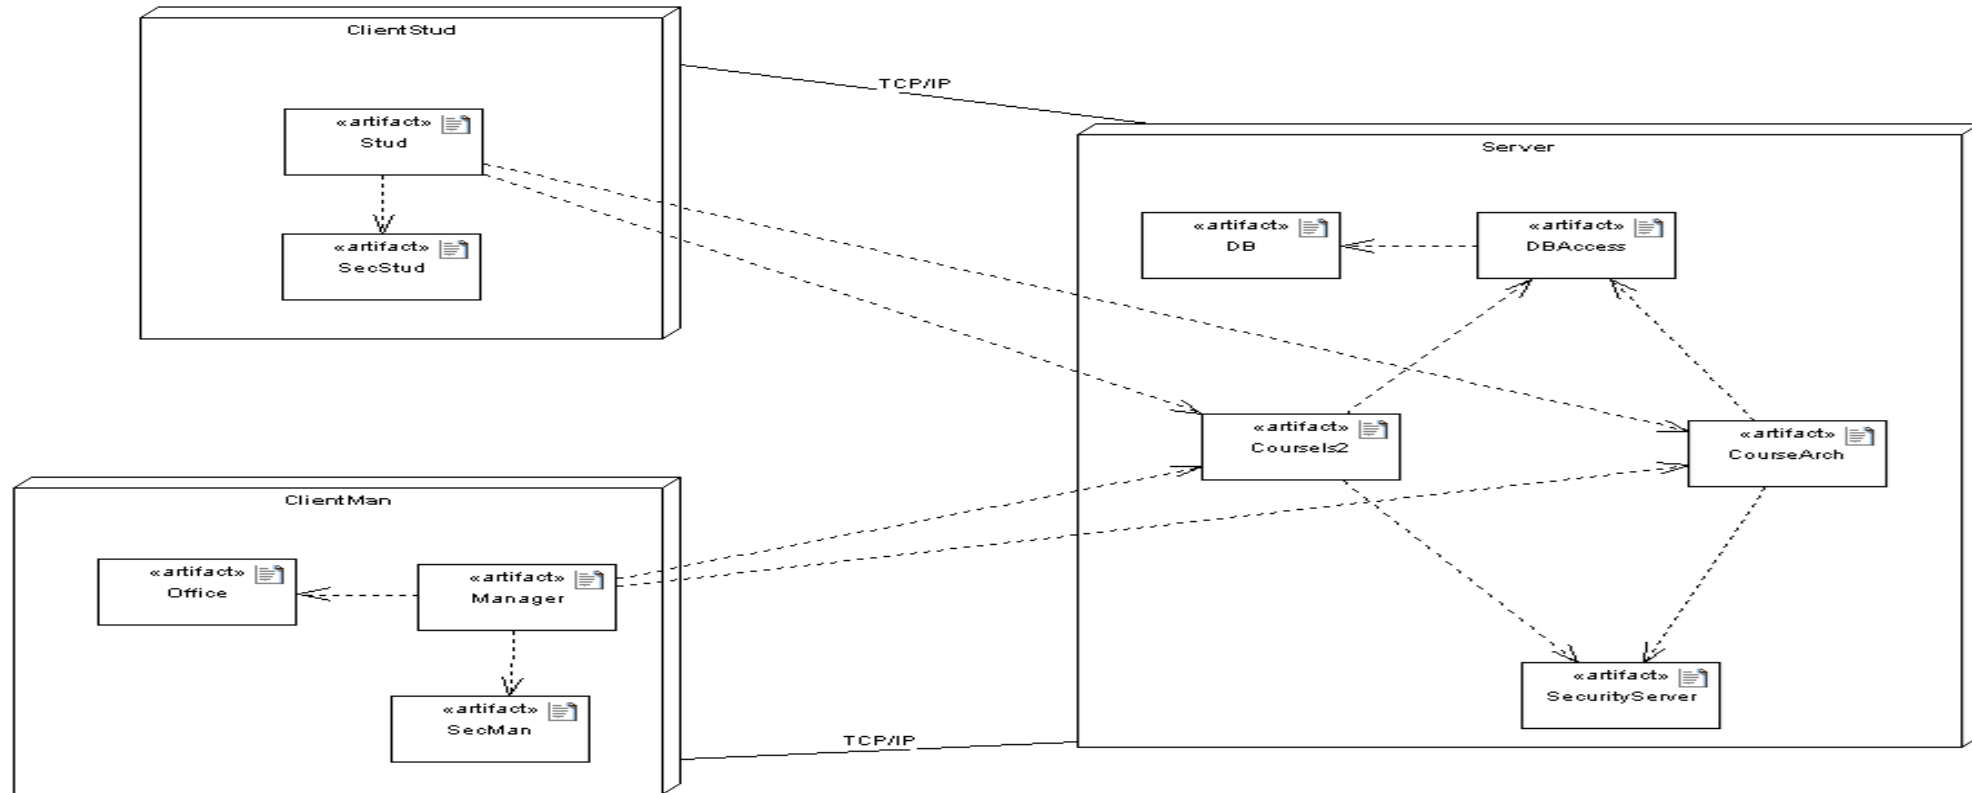 ClientStud
«artifact»
Stud
«artifact»
SecStud
TCP/IP
Server
«artifact»
DB
«artifact»
DBAccess
«artifact»
CourseIs2
«artifact»
CourseArch
«artifact»
SecurityServer
ClientMan
«artifact»
Office
«artifact»
Manager
«artifact»
SecMan
TCP/IP